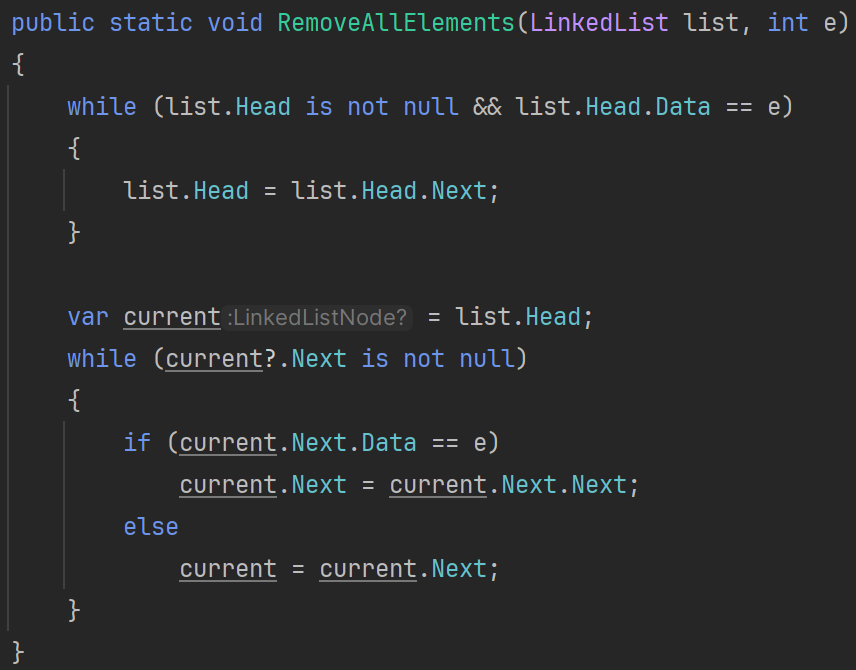 public static void RemoveAllElements(LinkedList list, int e)
{
    while (list.Head is not null && list.Head.Data == e)
    {
        list.Head = list.Head.Next;
    }

    var current :LinkedListNode? = list.Head;
    while (current?.Next is not null)
    {
        if (current.Next.Data == e)
            current.Next = current.Next.Next;
        else
            current = current.Next;
    }
}